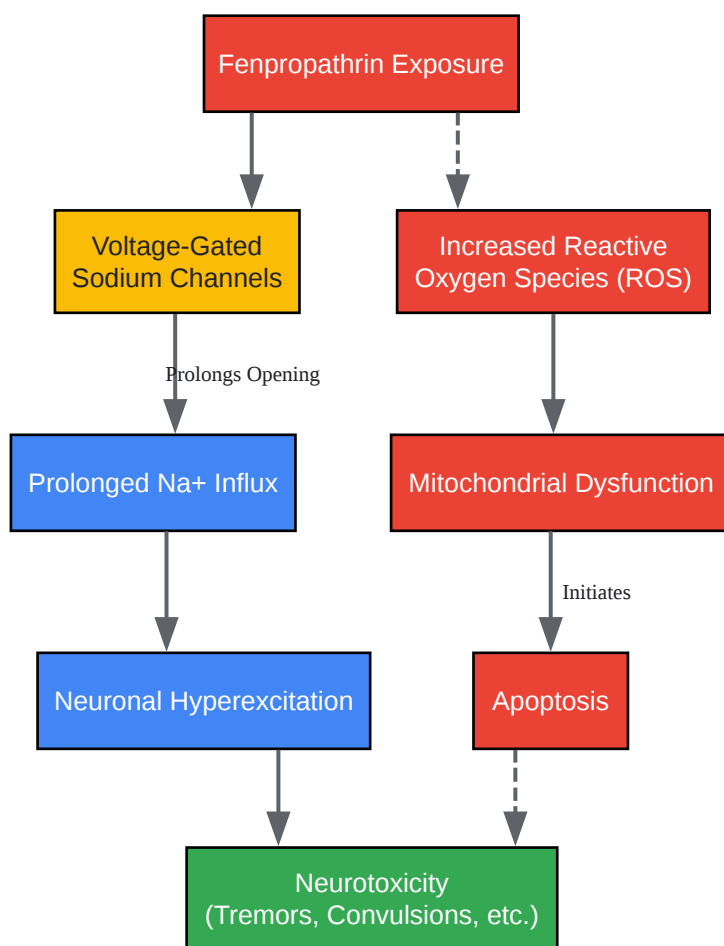 Fenpropathrin Exposure
Voltage-Gated
Sodium Channels
Increased Reactive
Oxygen Species (ROS)
Prolongs Opening
Prolonged Na+ Influx
Mitochondrial Dysfunction
Initiates
Neuronal Hyperexcitation
Apoptosis
Neurotoxicity
(Tremors, Convulsions, etc.)